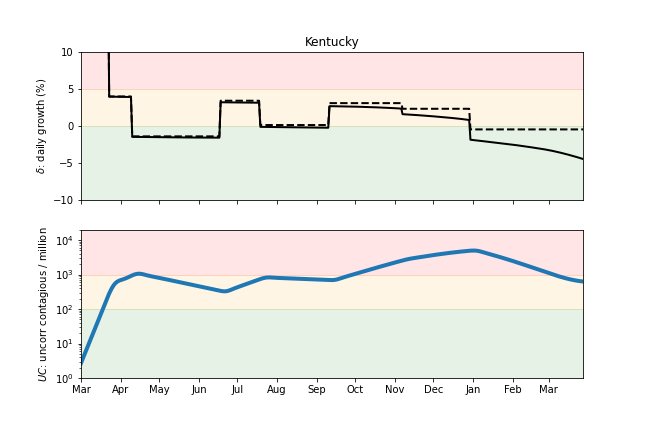 Kentucky
δ: daily growth (%)
10
5
0
−5
−10
UC: uncorr contagious / million
10⁴
10³
10²
10¹
10⁰
Mar Apr May Jun Jul Aug Sep Oct Nov Dec Jan Feb Mar